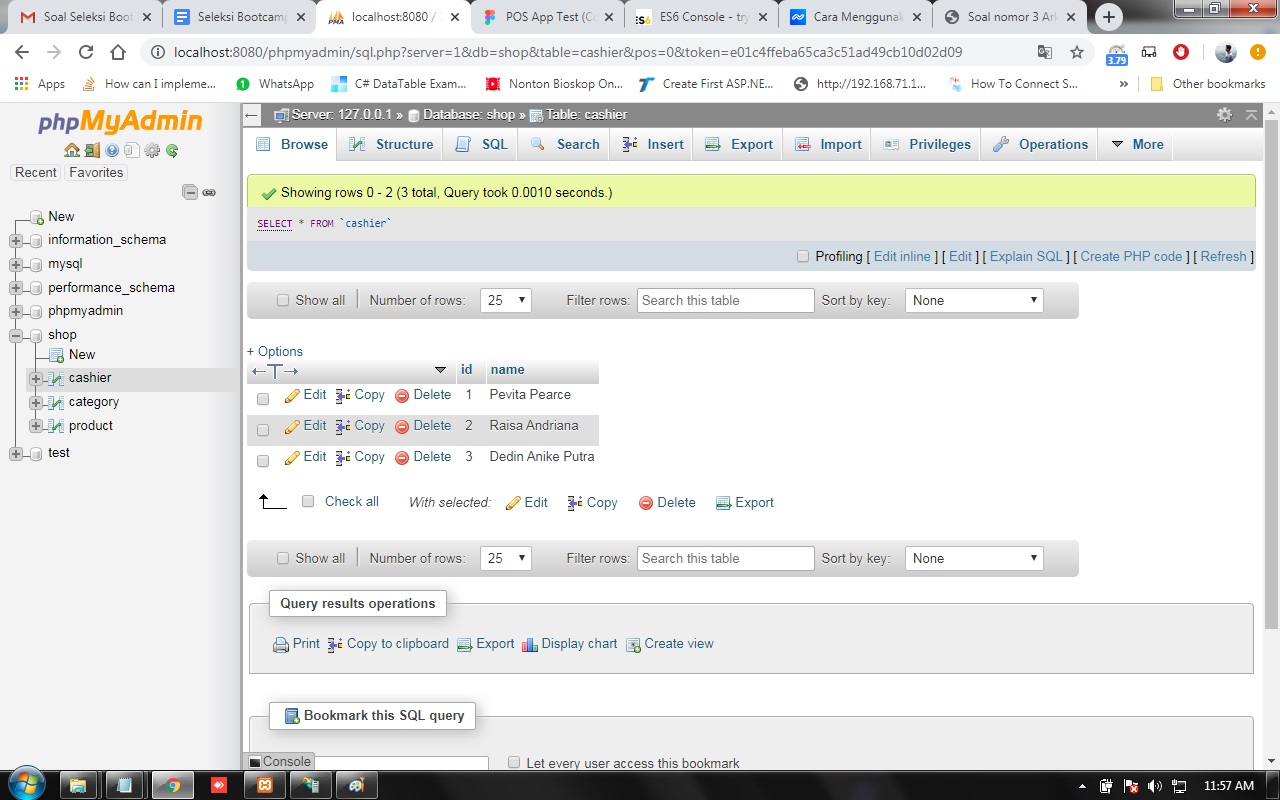 Soal Seleksi Boot
Seleksi Bootcamp
localhost:8080 /
POS App Test (Co
ES6 Console - try
Cara Menggunak
Soal nomor 3 Ark
localhost:8080/phpmyadmin/sql.php?server=1&db=shop&table=cashier&pos=0&token=e01c4ffeba65ca3c51ad49cb10d02d09
3.79
Apps
How can I impleme...
WhatsApp
C# DataTable Exam...
Nonton Bioskop On...
Create First ASP.NE...
http://192.168.71.1...
How To Connect S...
»
Other bookmarks
phpMyAdmin
Recent
Favorites
New
information_schema
mysql
performance_schema
phpmyadmin
shop
New
cashier
category
product
test
Server: 127.0.0.1 » Database: shop » Table: cashier
Browse
Structure
SQL
Search
Insert
Export
Import
Privileges
Operations
More
Showing rows 0 - 2 (3 total, Query took 0.0010 seconds.)
SELECT * FROM `cashier`
Profiling [ Edit inline ] [ Edit ] [ Explain SQL ] [ Create PHP code ] [ Refresh ]
Show all | Number of rows: 25 Filter rows: Search this table Sort by key: None
+ Options
id name
Edit Copy Delete 1 Pevita Pearce
Edit Copy Delete 2 Raisa Andriana
Edit Copy Delete 3 Dedin Anike Putra
Check all With selected: Edit Copy Delete Export
Show all | Number of rows: 25 Filter rows: Search this table Sort by key: None
Query results operations
Print Copy to clipboard Export Display chart Create view
Bookmark this SQL query
Console
Let every user access this bookmark
11:57 AM